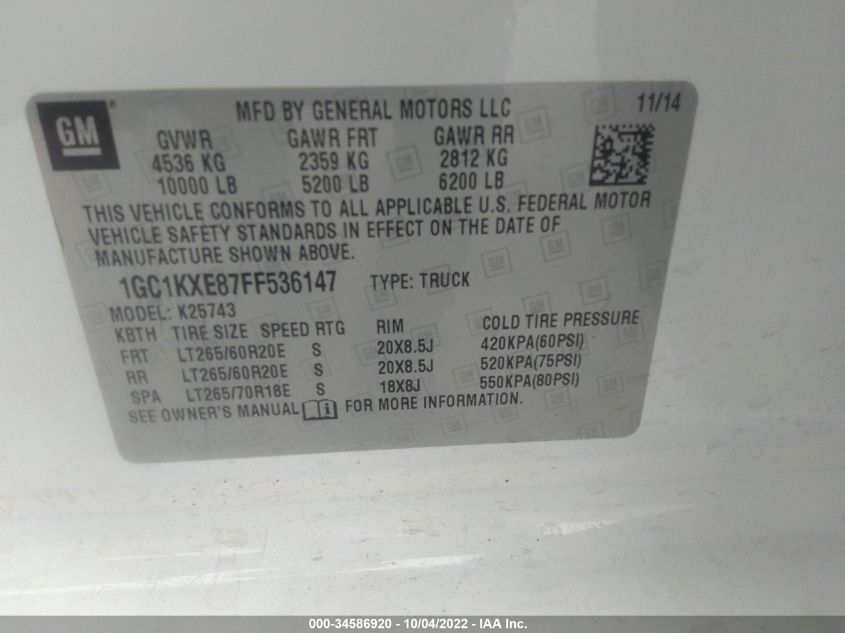 GM ®
MFD BY GENERAL MOTORS LLC 11/14
GVWR GAWR FRT GAWR RR
4536 KG 2359 KG 2812 KG
10000 LB 5200 LB 6200 LB
THIS VEHICLE CONFORMS TO ALL APPLICABLE U.S. FEDERAL MOTOR
VEHICLE SAFETY STANDARDS IN EFFECT ON THE DATE OF
MANUFACTURE SHOWN ABOVE.
1GC1KXE87FF536147 TYPE: TRUCK
MODEL: K25743
KBTH TIRE SIZE SPEED RTG RIM COLD TIRE PRESSURE
FRT LT265/60R20E S 20X8.5J 420KPA(60PSI)
RR LT265/60R20E S 20X8.5J 520KPA(75PSI)
SPA LT265/70R18E S 18X8J 550KPA(80PSI)
SEE OWNER'S MANUAL i FOR MORE INFORMATION.
000-34586920 - 10/04/2022 - IAA Inc.